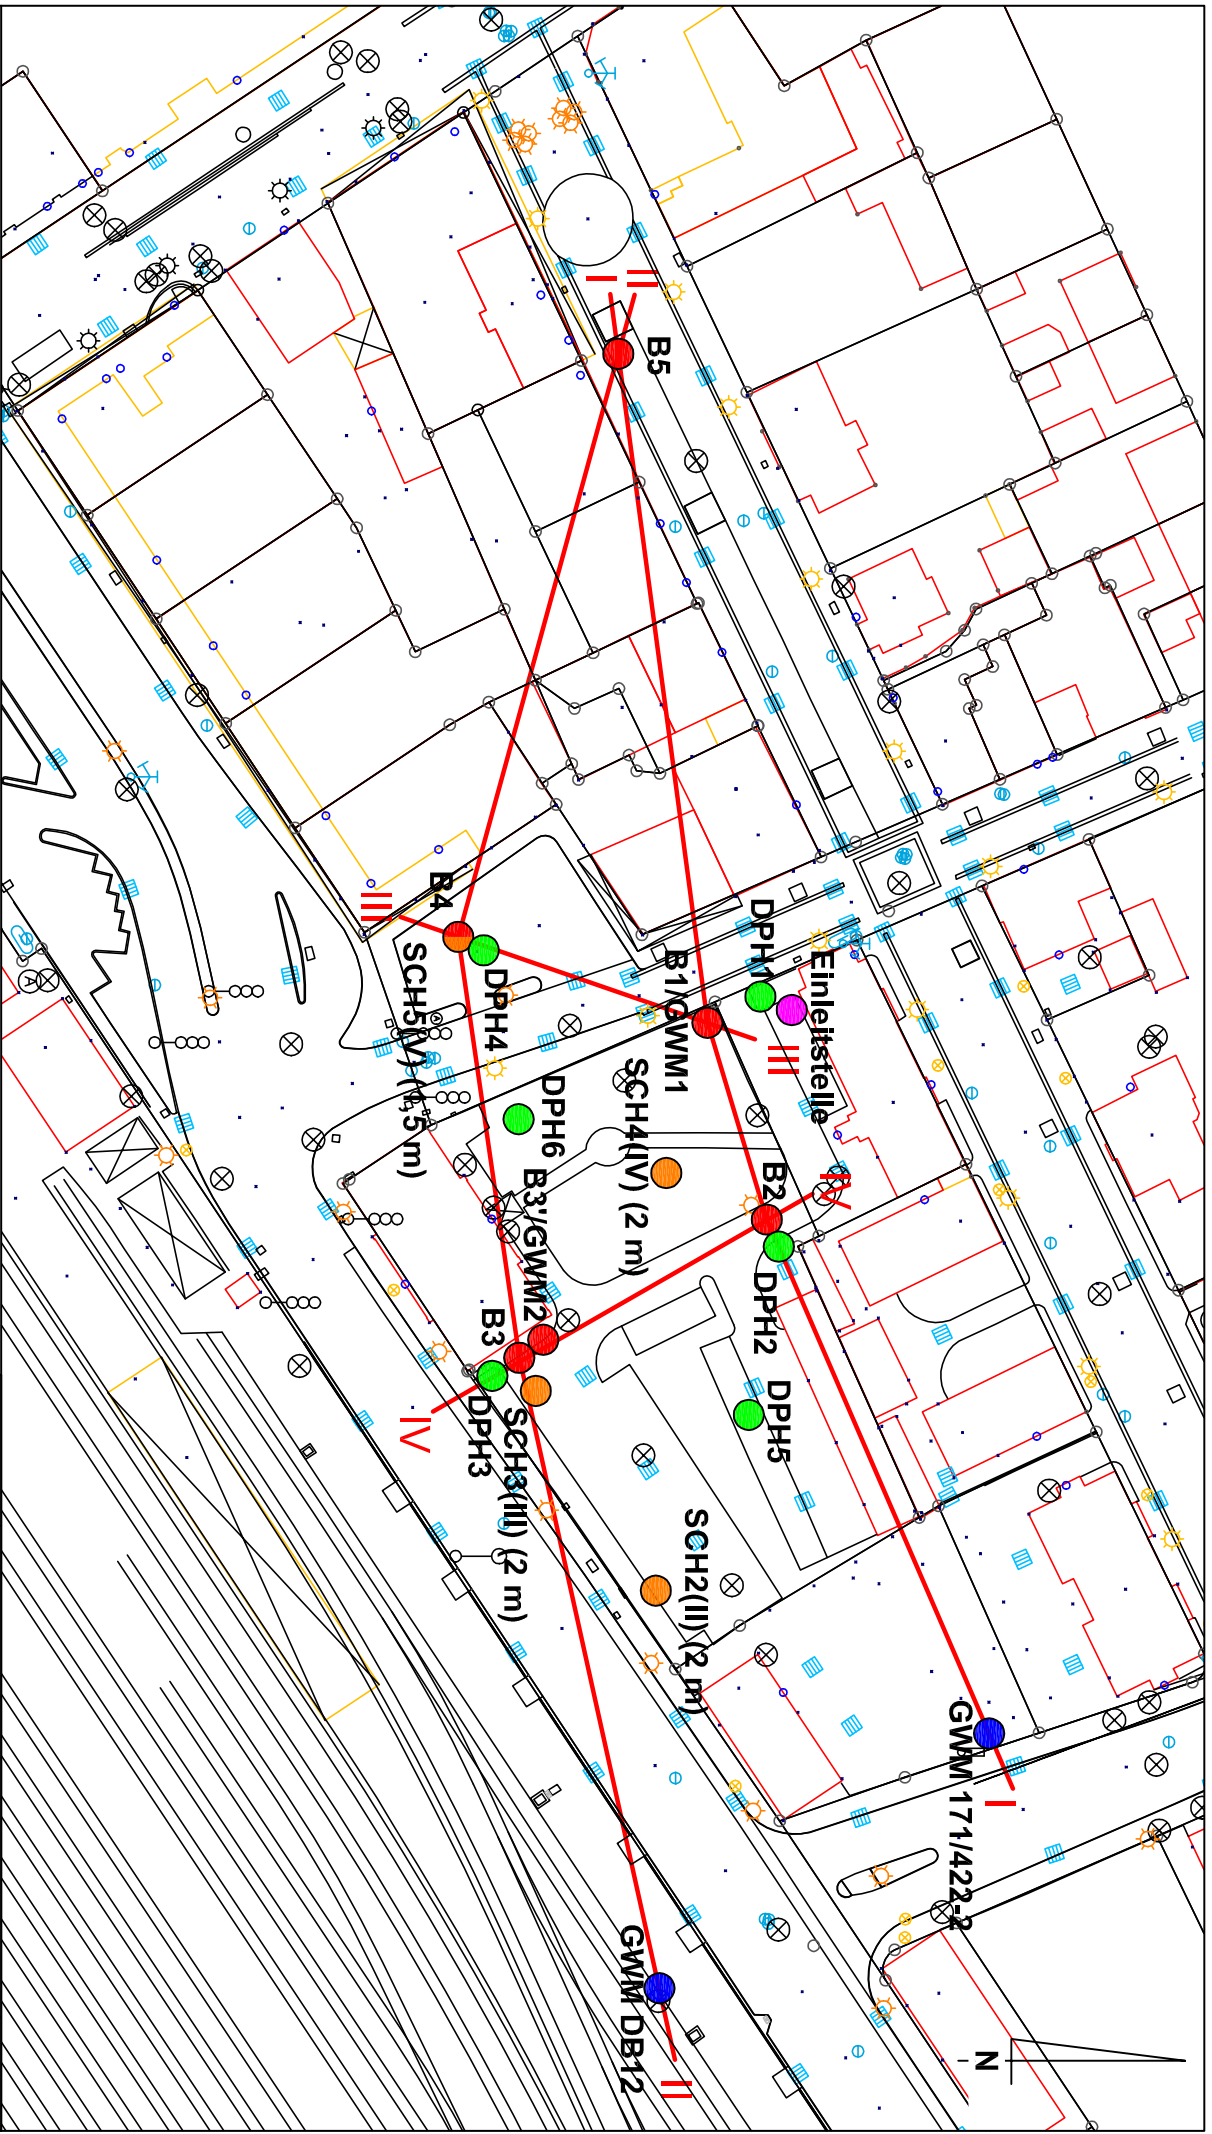 I
II
B5
B4
III
SCH5(V) (1,5 m)
DPH4
B1/GWM1
DPH1
Einleitstelle
III
SCH4(IV) (2 m)
DPH6
B2
IV
B3'/GWM2
DPH2
B3
DPH3
IV
SCH3(III) (2 m)
DPH5
SCH2(II) (2 m)
GWM 171/422-2
I
GWM DB12
II
N